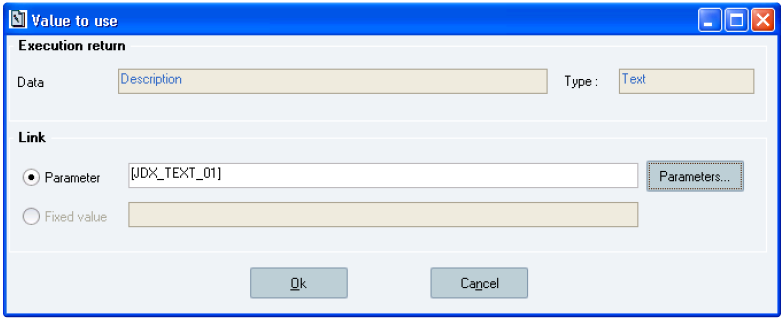 Value to use
Execution return
Data Description Type : Text
Link
Parameter [JDX_TEXT_01] Parameters...
Fixed value
Ok Cancel